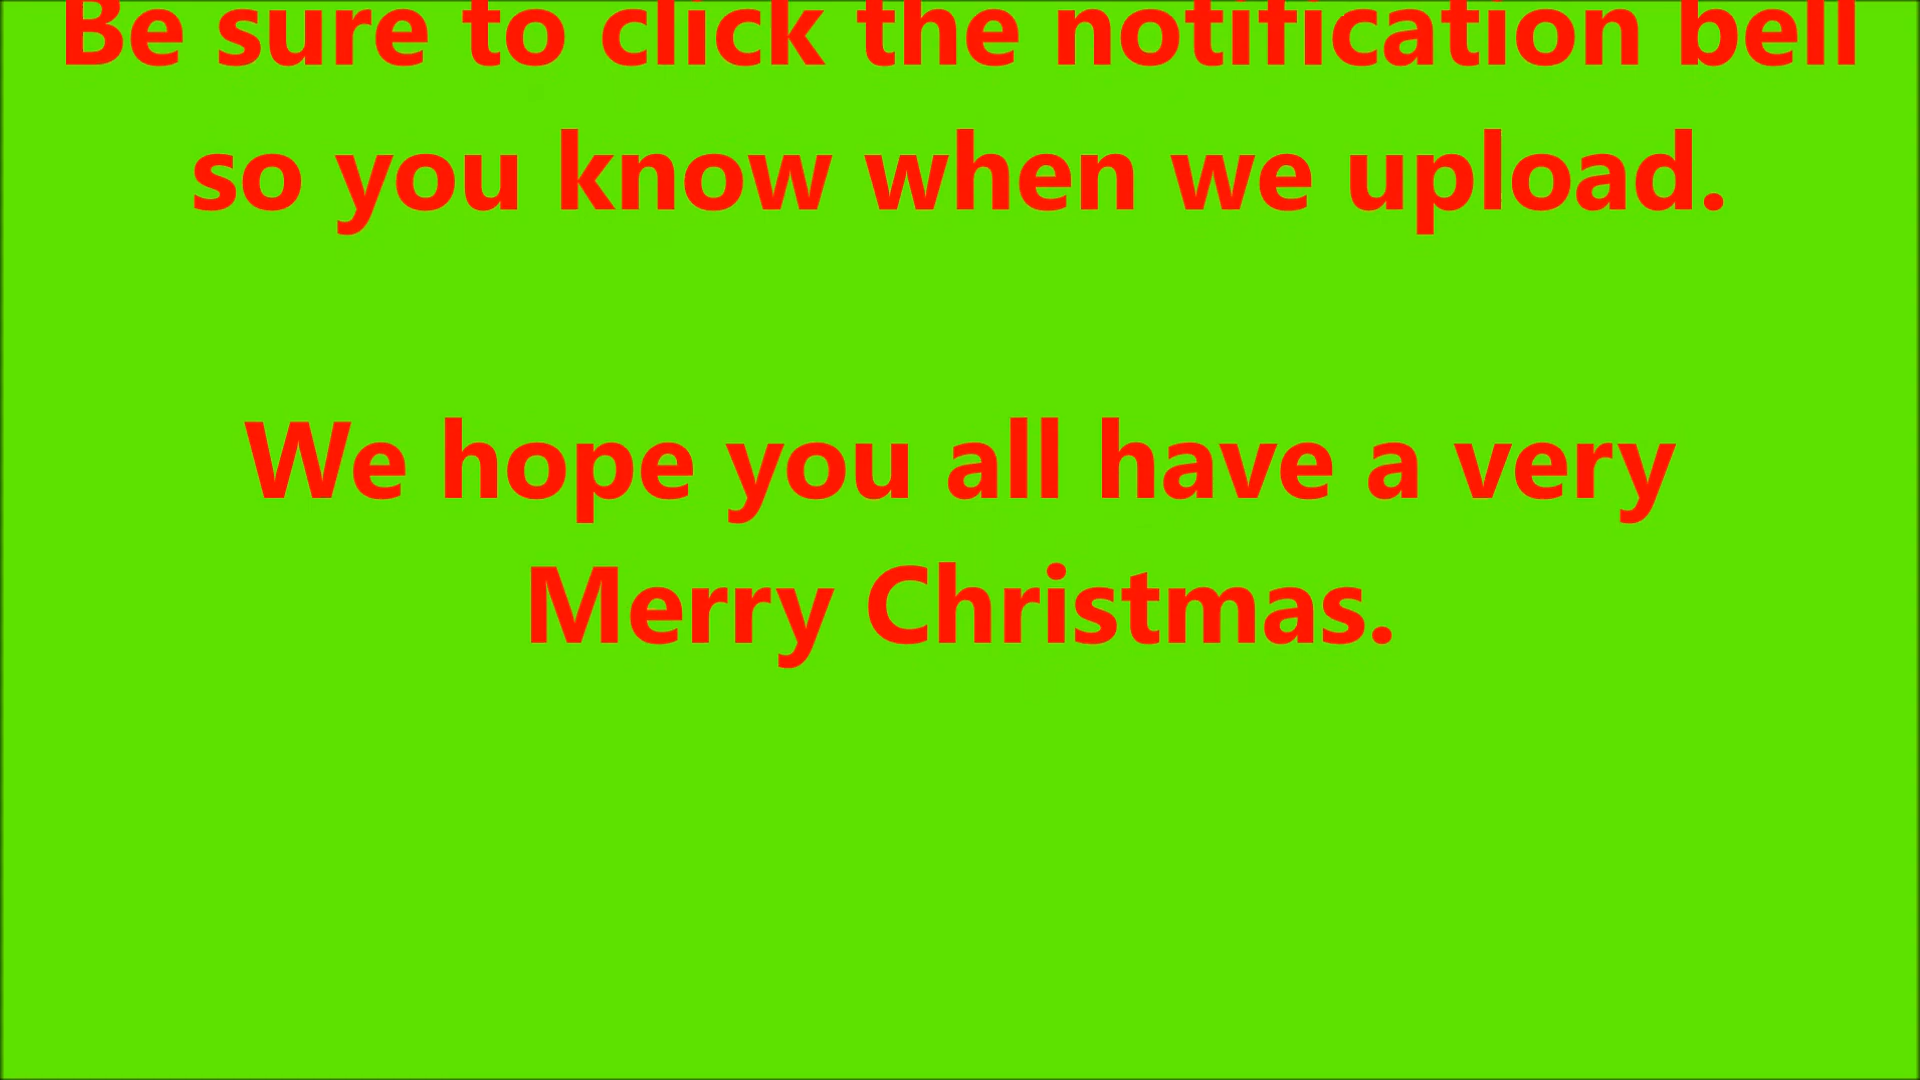 Be sure to click the notification bell
so you know when we upload.
We hope you all have a very
Merry Christmas.